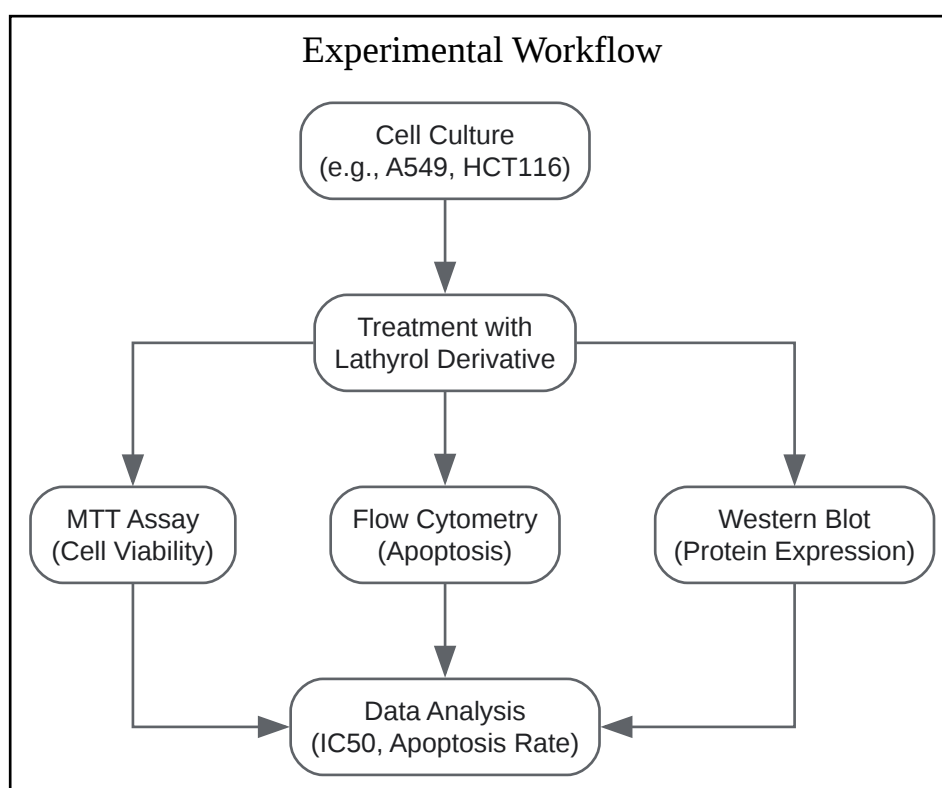 Experimental Workflow
Cell Culture
(e.g., A549, HCT116)
Treatment with
Lathyrol Derivative
MTT Assay
(Cell Viability)
Flow Cytometry
(Apoptosis)
Western Blot
(Protein Expression)
Data Analysis
(IC50, Apoptosis Rate)